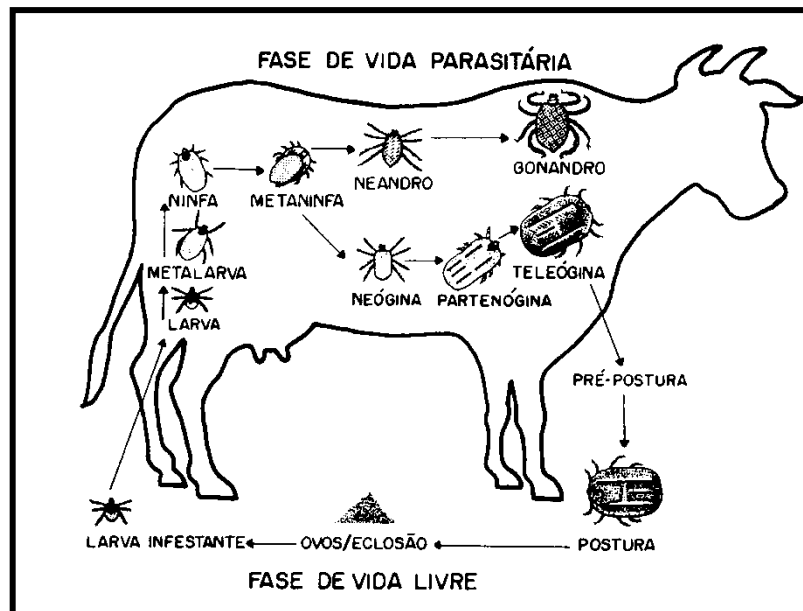 FASE DE VIDA PARASITÁRIA
GONANDRO
NEANDRO
NINFA
METANINFA
METALARVA
NEÓGINA
PARTENÓGINA
TELEÓGINA
LARVA
PRÉ-POSTURA
LARVA INFESTANTE
OVOS/ECLOSÃO
POSTURA
FASE DE VIDA LIVRE